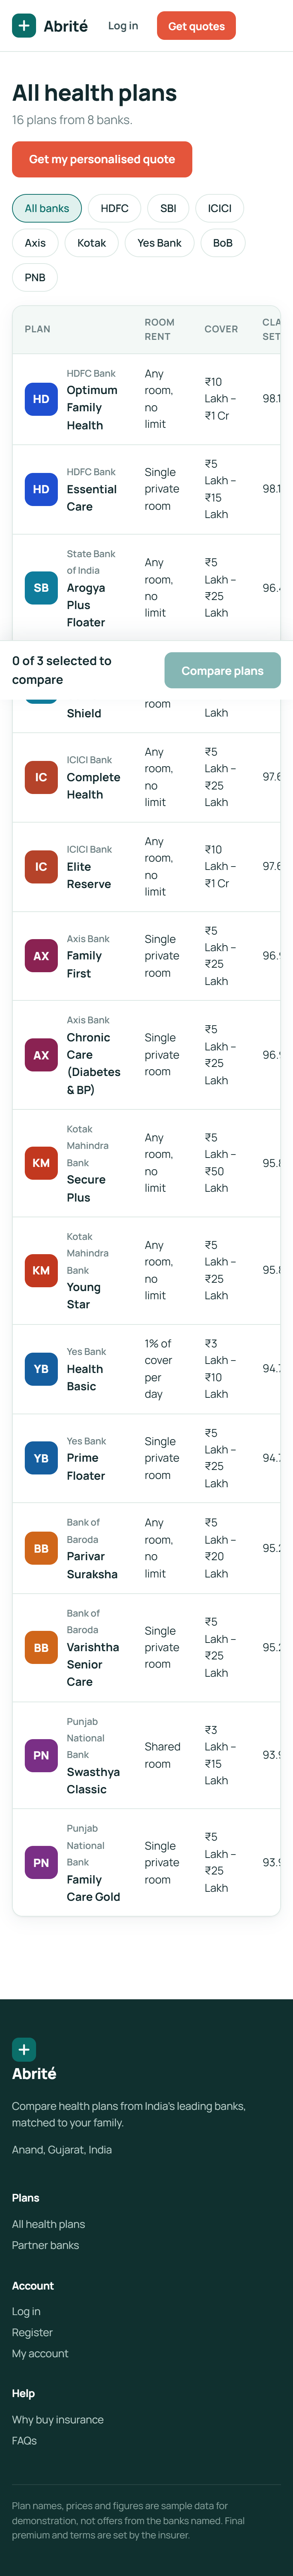 Abrité
Log in
Get quotes
All health plans
16 plans from 8 banks.
Get my personalised quote
All banks
HDFC
SBI
ICICI
Axis
Kotak
Yes Bank
BoB
PNB
PLAN
ROOM
RENT
COVER
HDFC Bank
HD
Optimum
Family
Health
Any
room,
no
limit
₹10
Lakh –
₹1 Cr
HDFC Bank
HD
Essential
Care
Single
private
room
₹5
Lakh –
₹15
Lakh
State Bank
of India
SB
Arogya
Plus
Floater
Any
room,
no
limit
₹5
Lakh –
₹25
Lakh
0 of 3 selected to
compare
Compare plans
Shield
room
Lakh
ICICI Bank
IC
Complete
Health
Any
room,
no
limit
₹5
Lakh –
₹25
Lakh
ICICI Bank
IC
Elite
Reserve
Any
room,
no
limit
₹10
Lakh –
₹1 Cr
Axis Bank
AX
Family
First
Single
private
room
₹5
Lakh –
₹25
Lakh
Axis Bank
AX
Chronic
Care
(Diabetes
& BP)
Single
private
room
₹5
Lakh –
₹25
Lakh
Kotak
Mahindra
Bank
KM
Secure
Plus
Any
room,
no
limit
₹5
Lakh –
₹50
Lakh
Kotak
Mahindra
Bank
KM
Young
Star
Any
room,
no
limit
₹5
Lakh –
₹25
Lakh
Yes Bank
YB
Health
Basic
1% of
cover
per
day
₹3
Lakh –
₹10
Lakh
Yes Bank
YB
Prime
Floater
Single
private
room
₹5
Lakh –
₹25
Lakh
Bank of
Baroda
BB
Parivar
Suraksha
Any
room,
no
limit
₹5
Lakh –
₹20
Lakh
Bank of
Baroda
BB
Varishtha
Senior
Care
Single
private
room
₹5
Lakh –
₹25
Lakh
Punjab
National
Bank
PN
Swasthya
Classic
Shared
room
₹3
Lakh –
₹15
Lakh
Punjab
National
Bank
PN
Family
Care Gold
Single
private
room
₹5
Lakh –
₹25
Lakh
Abrité
Compare health plans from India's leading banks,
matched to your family.
Anand, Gujarat, India
Plans
All health plans
Partner banks
Account
Log in
Register
My account
Help
Why buy insurance
FAQs
Plan names, prices and figures are sample data for
demonstration, not offers from the banks named. Final
premium and terms are set by the insurer.